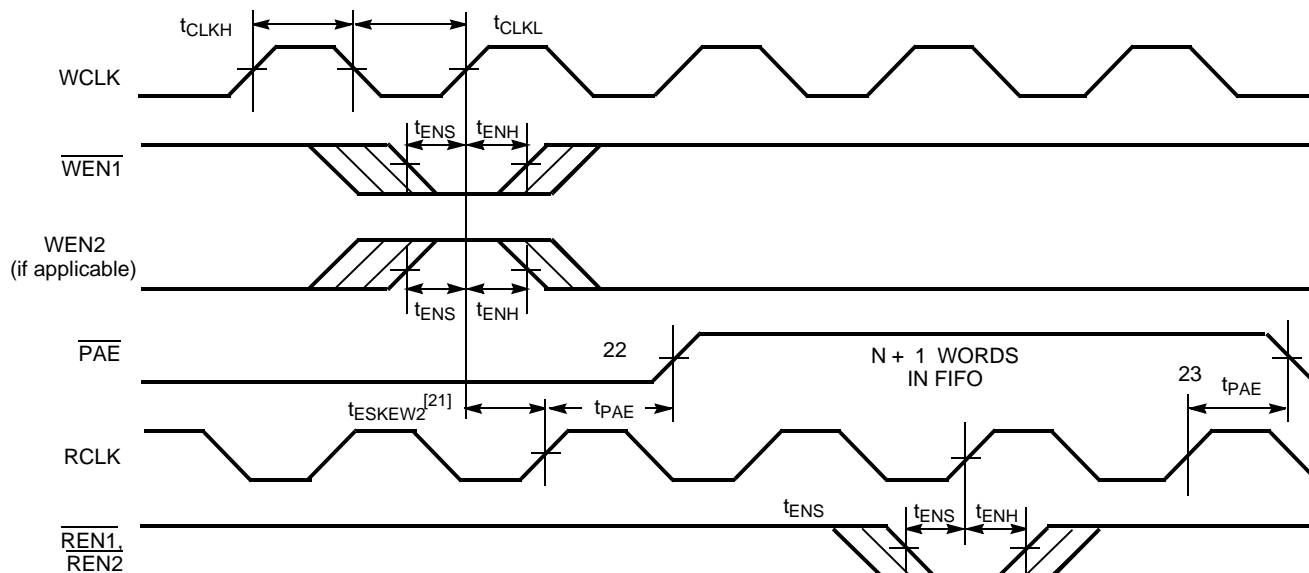 tCLKH tCLKL
WCLK
tENS tENH
WEN1
WEN2
(if applicable)
tENS tENH
PAE
22
N + 1 WORDS
IN FIFO
23
tPAE
tESKEW2[21]
tPAE
RCLK
tENS
tENS tENH
REN1,
REN2